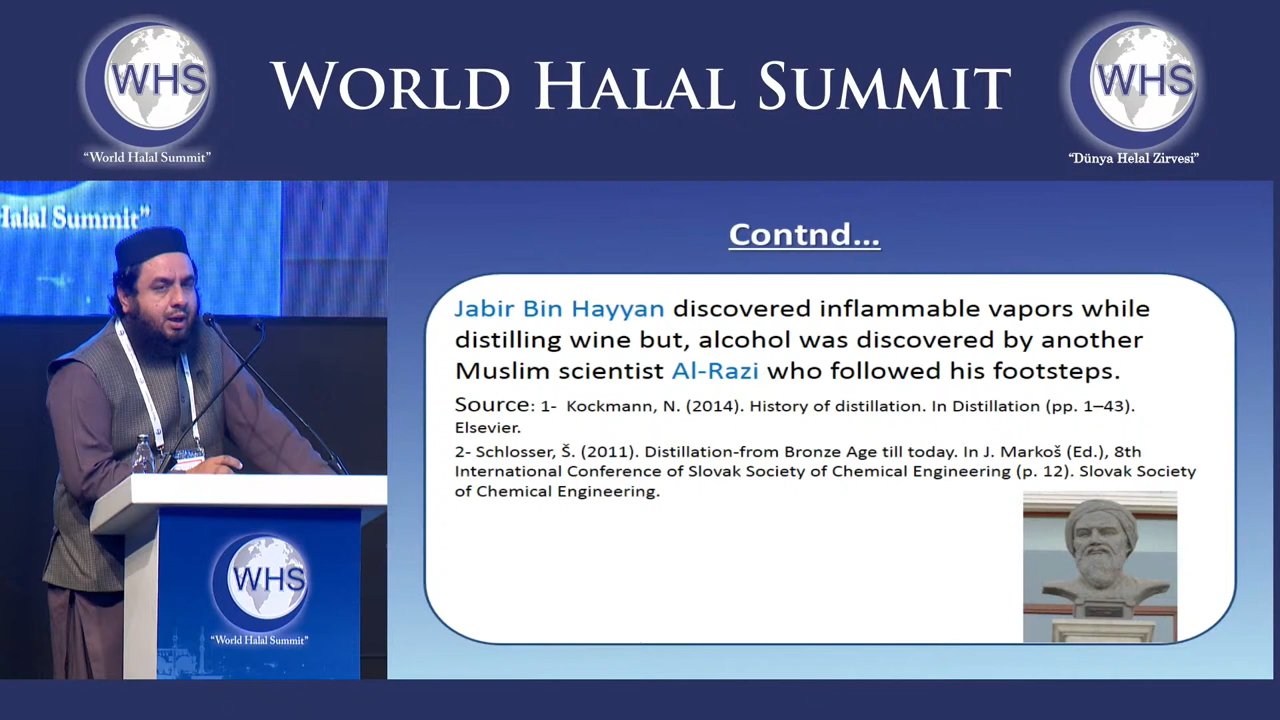 WHS
WORLD HALAL SUMMIT
WHS
"World Halal Summit"
"Dünya Helal Zirvesi"
Halal Summit"
Contnd...
Jabir Bin Hayyan discovered inflammable vapors while
distilling wine but, alcohol was discovered by another
Muslim scientist Al-Razi who followed his footsteps.
Source: 1- Kockmann, N. (2014). History of distillation. In Distillation (pp. 1–43).
Elsevier.
2- Schlosser, Š. (2011). Distillation-from Bronze Age till today. In J. Markoš (Ed.), 8th
International Conference of Slovak Society of Chemical Engineering (p. 12). Slovak Society
of Chemical Engineering.
WHS
"World Halal Summit"